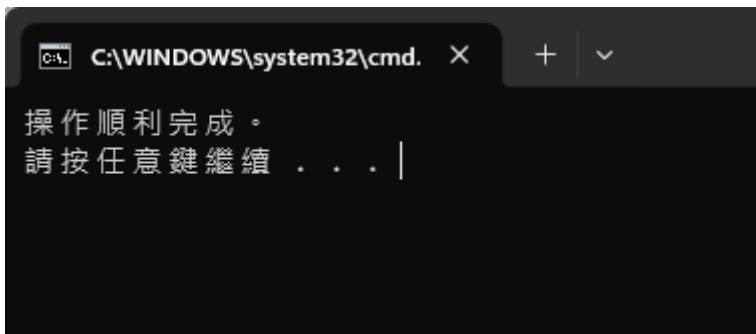 C:\WINDOWS\system32\cmd.
操作順利完成。
請按任意鍵繼續 . . .